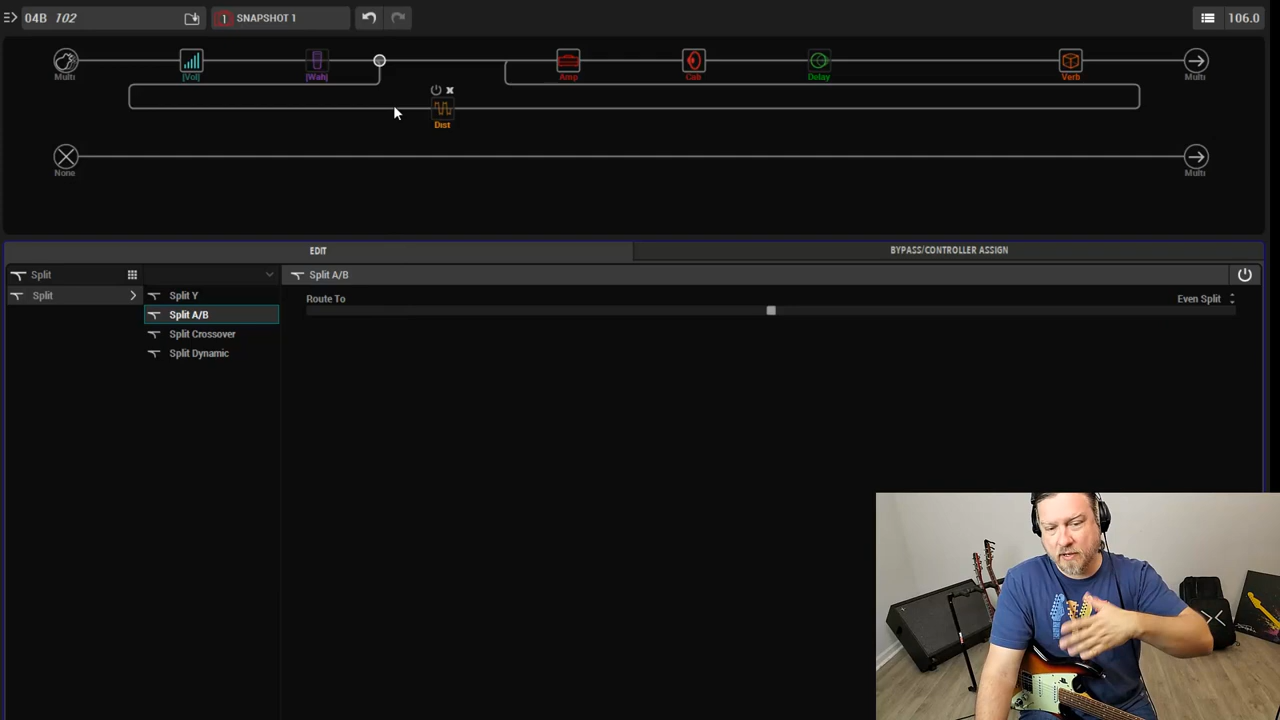 04B 102
1 SNAPSHOT 1
106.0
Multi
[Vol]
[Wah]
Amp
Cab
Delay
Verb
Multi
Dist
None
Multi
EDIT
BYPASS/CONTROLLER ASSIGN
Split
Split A/B
Split
Split Y
Split A/B
Split Crossover
Split Dynamic
Route To
Even Split